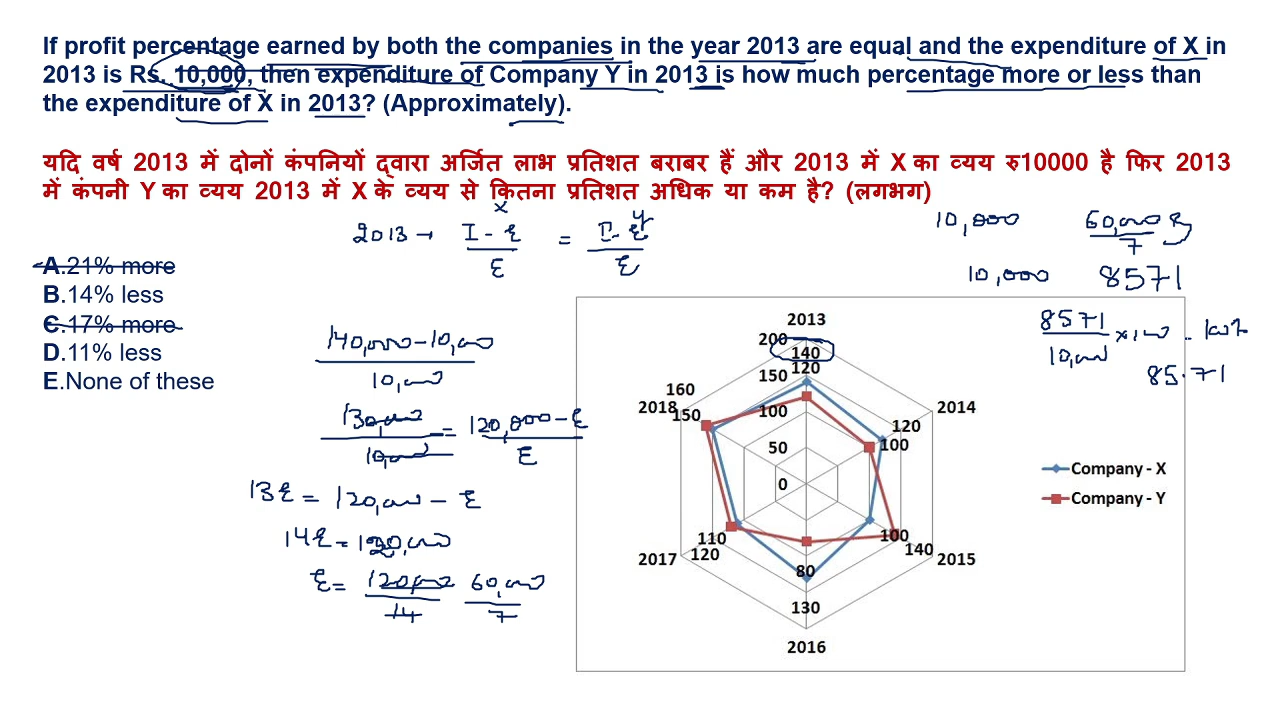 If profit percentage earned by both the companies in the year 2013 are equal and the expenditure of X in
2013 is Rs. 10,000, then expenditure of Company Y in 2013 is how much percentage more or less than
the expenditure of X in 2013? (Approximately).
यदि वर्ष 2013 में दोनों कंपनियों द्वारा अर्जित लाभ प्रतिशत बराबर हैं और 2013 में X का व्यय रु10000 है फिर 2013
में कंपनी Y का व्यय 2013 में X के व्यय से कितना प्रतिशत अधिक या कम है? (लगभग)
x y
2013 → I - E / E = I - E / E
10,000 60,000 / 7
10,000 8571
A.21% more
B.14% less
C.17% more
D.11% less
E.None of these
140,000 - 10,000
10,000
130,000 / 10,000 = 120,000 - E / E
13E = 120,000 - E
14E = 120,000
E = 120,000 / 14 60,000 / 7
8571 / 10,000 × 100 - 100%
85.71
2013
200
140
120
150
160
2018
150
100
50
0
2014
120
100
Company - X
Company - Y
100
140
2015
110
120
2017
80
130
2016